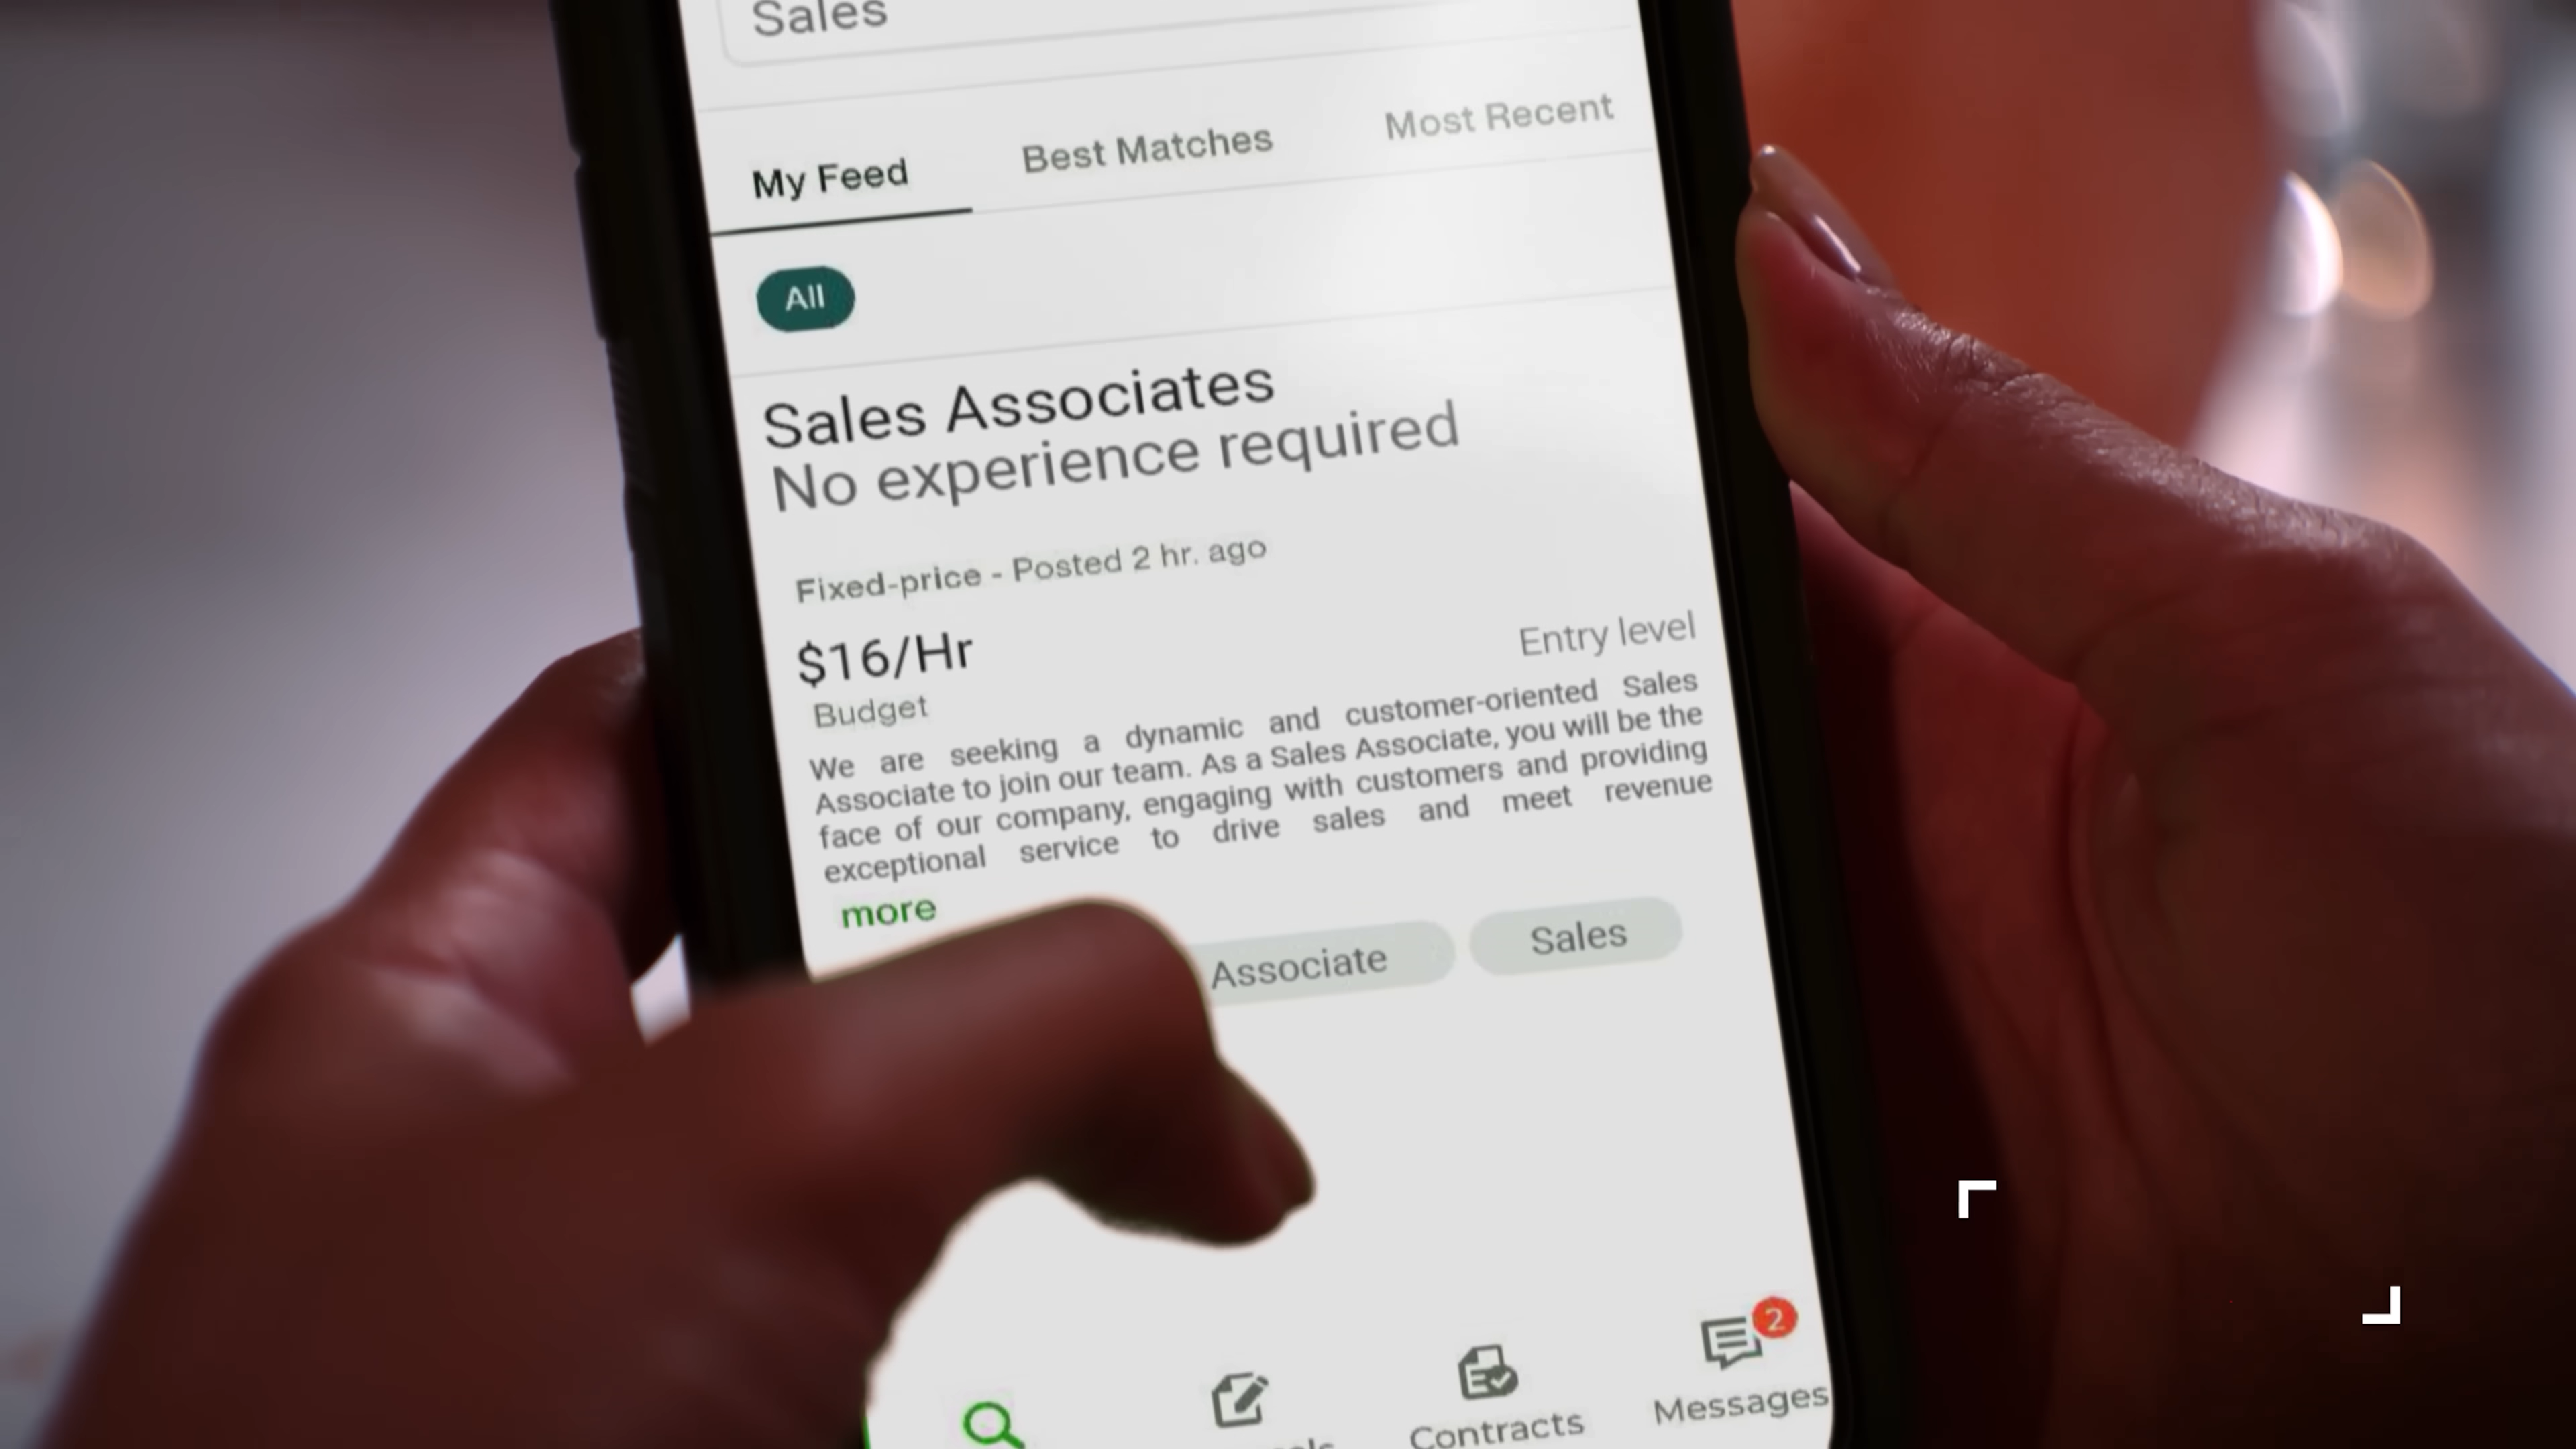 Sales
My Feed
Best Matches
Most Recent
All
Sales Associates
No experience required
Fixed-price - Posted 2 hr. ago
$16/Hr
Entry level
Budget
We are seeking a dynamic and customer-oriented Sales
Associate to join our team. As a Sales Associate, you will be the
face of our company, engaging with customers and providing
exceptional service to drive sales and meet revenue
more
Associate
Sales
2
Contracts
Messages